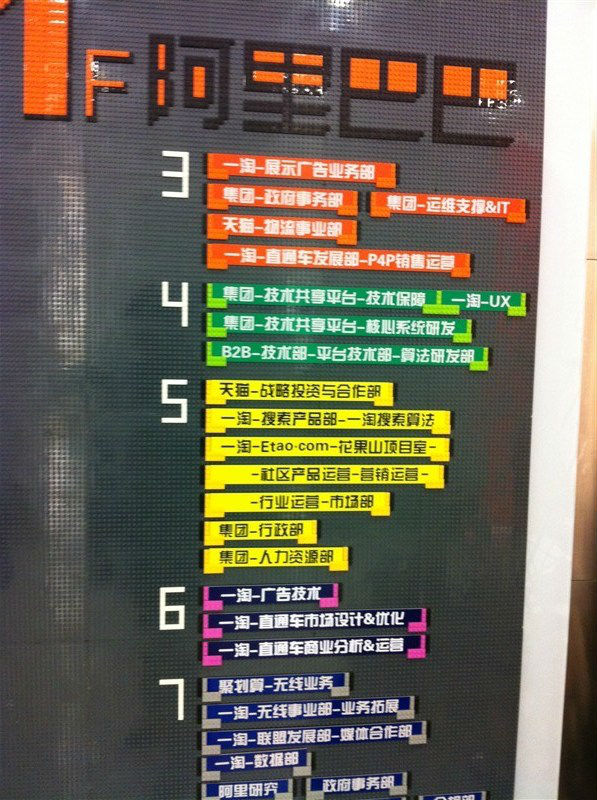 1F 阿里巴巴
3
一淘-展示广告业务部
集团-政府事务部 集团-运维支撑&IT
天猫-物流事业部
一淘-直通车发展部-P4P销售运营
4
集团-技术共享平台-技术保障 一淘-UX
集团-技术共享平台-核心系统研发
B2B-技术部-平台技术部-算法研发部
5
天猫-战略投资与合作部
一淘-搜索产品部-一淘搜索算法
一淘-Etao·com-花果山项目室-
-社区产品运营-营销运营-
-行业运营-市场部
集团-行政部
集团-人力资源部
6
一淘-广告技术
一淘-直通车市场设计&优化
一淘-直通车商业分析&运营
7
聚划算-无线业务
一淘-无线事业部-业务拓展
一淘-联盟发展部-媒体合作部
一淘-数据部
阿里研究 政府事务部